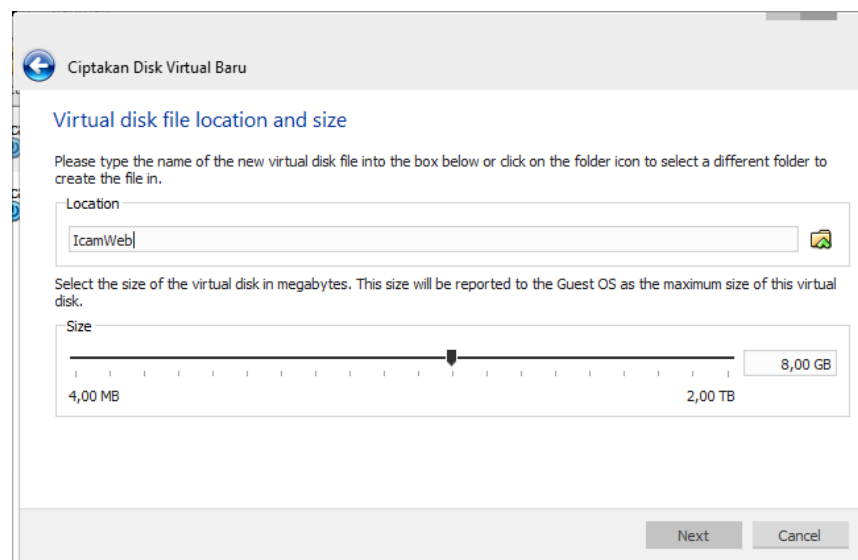 Ciptakan Disk Virtual Baru
Virtual disk file location and size
Please type the name of the new virtual disk file into the box below or click on the folder icon to select a different folder to
create the file in.
Location
IcamWeb
Select the size of the virtual disk in megabytes. This size will be reported to the Guest OS as the maximum size of this virtual
disk.
Size
8,00 GB
4,00 MB
2,00 TB
Next
Cancel